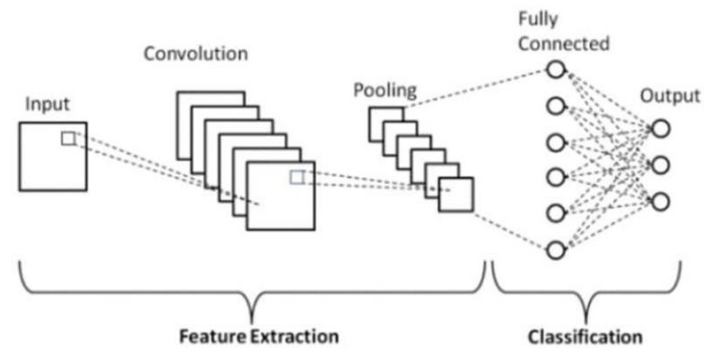 Fully
Connected
Convolution
Pooling
Input
Output
Feature Extraction
Classification